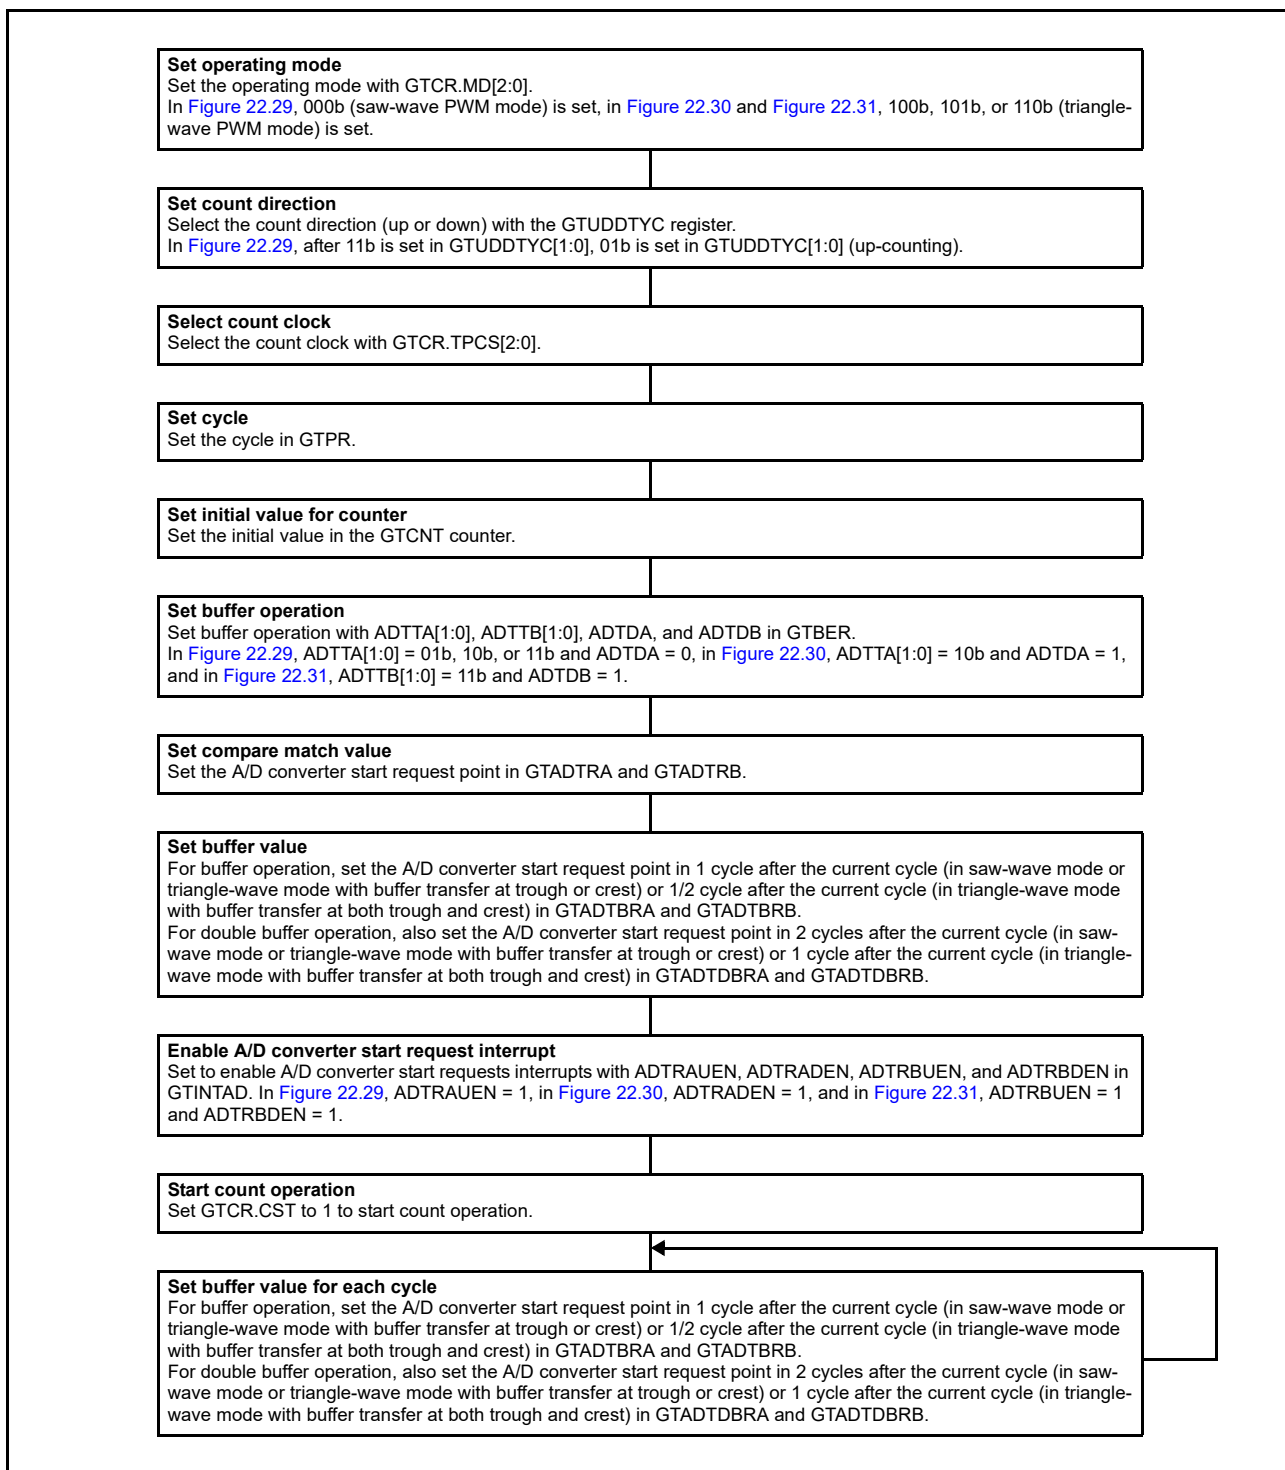 Set operating mode
Set the operating mode with GTCR.MD[2:0].
In Figure 22.29, 000b (saw-wave PWM mode) is set, in Figure 22.30 and Figure 22.31, 100b, 101b, or 110b (triangle-
wave PWM mode) is set.
Set count direction
Select the count direction (up or down) with the GTUDDTYC register.
In Figure 22.29, after 11b is set in GTUDDTYC[1:0], 01b is set in GTUDDTYC[1:0] (up-counting).
Select count clock
Select the count clock with GTCR.TPCS[2:0].
Set cycle
Set the cycle in GTPR.
Set initial value for counter
Set the initial value in the GTCNT counter.
Set buffer operation
Set buffer operation with ADTTA[1:0], ADTTB[1:0], ADTDA, and ADTDB in GTBER.
In Figure 22.29, ADTTA[1:0] = 01b, 10b, or 11b and ADTDA = 0, in Figure 22.30, ADTTA[1:0] = 10b and ADTDA = 1,
and in Figure 22.31, ADTTB[1:0] = 11b and ADTDB = 1.
Set compare match value
Set the A/D converter start request point in GTADTRA and GTADTRB.
Set buffer value
For buffer operation, set the A/D converter start request point in 1 cycle after the current cycle (in saw-wave mode or
triangle-wave mode with buffer transfer at trough or crest) or 1/2 cycle after the current cycle (in triangle-wave mode
with buffer transfer at both trough and crest) in GTADTBRA and GTADTBRB.
For double buffer operation, also set the A/D converter start request point in 2 cycles after the current cycle (in saw-
wave mode or triangle-wave mode with buffer transfer at trough or crest) or 1 cycle after the current cycle (in triangle-
wave mode with buffer transfer at both trough and crest) in GTADTDBRA and GTADTDBRB.
Enable A/D converter start request interrupt
Set to enable A/D converter start requests interrupts with ADTRAUEN, ADTRADEN, ADTRBUEN, and ADTRBDEN in
GTINTAD. In Figure 22.29, ADTRAUEN = 1, in Figure 22.30, ADTRADEN = 1, and in Figure 22.31, ADTRBUEN = 1
and ADTRBDEN = 1.
Start count operation
Set GTCR.CST to 1 to start count operation.
Set buffer value for each cycle
For buffer operation, set the A/D converter start request point in 1 cycle after the current cycle (in saw-wave mode or
triangle-wave mode with buffer transfer at trough or crest) or 1/2 cycle after the current cycle (in triangle-wave mode
with buffer transfer at both trough and crest) in GTADTBRA and GTADTBRB.
For double buffer operation, also set the A/D converter start request point in 2 cycles after the current cycle (in saw-
wave mode or triangle-wave mode with buffer transfer at trough or crest) or 1 cycle after the current cycle (in triangle-
wave mode with buffer transfer at both trough and crest) in GTADTDBRA and GTADTDBRB.